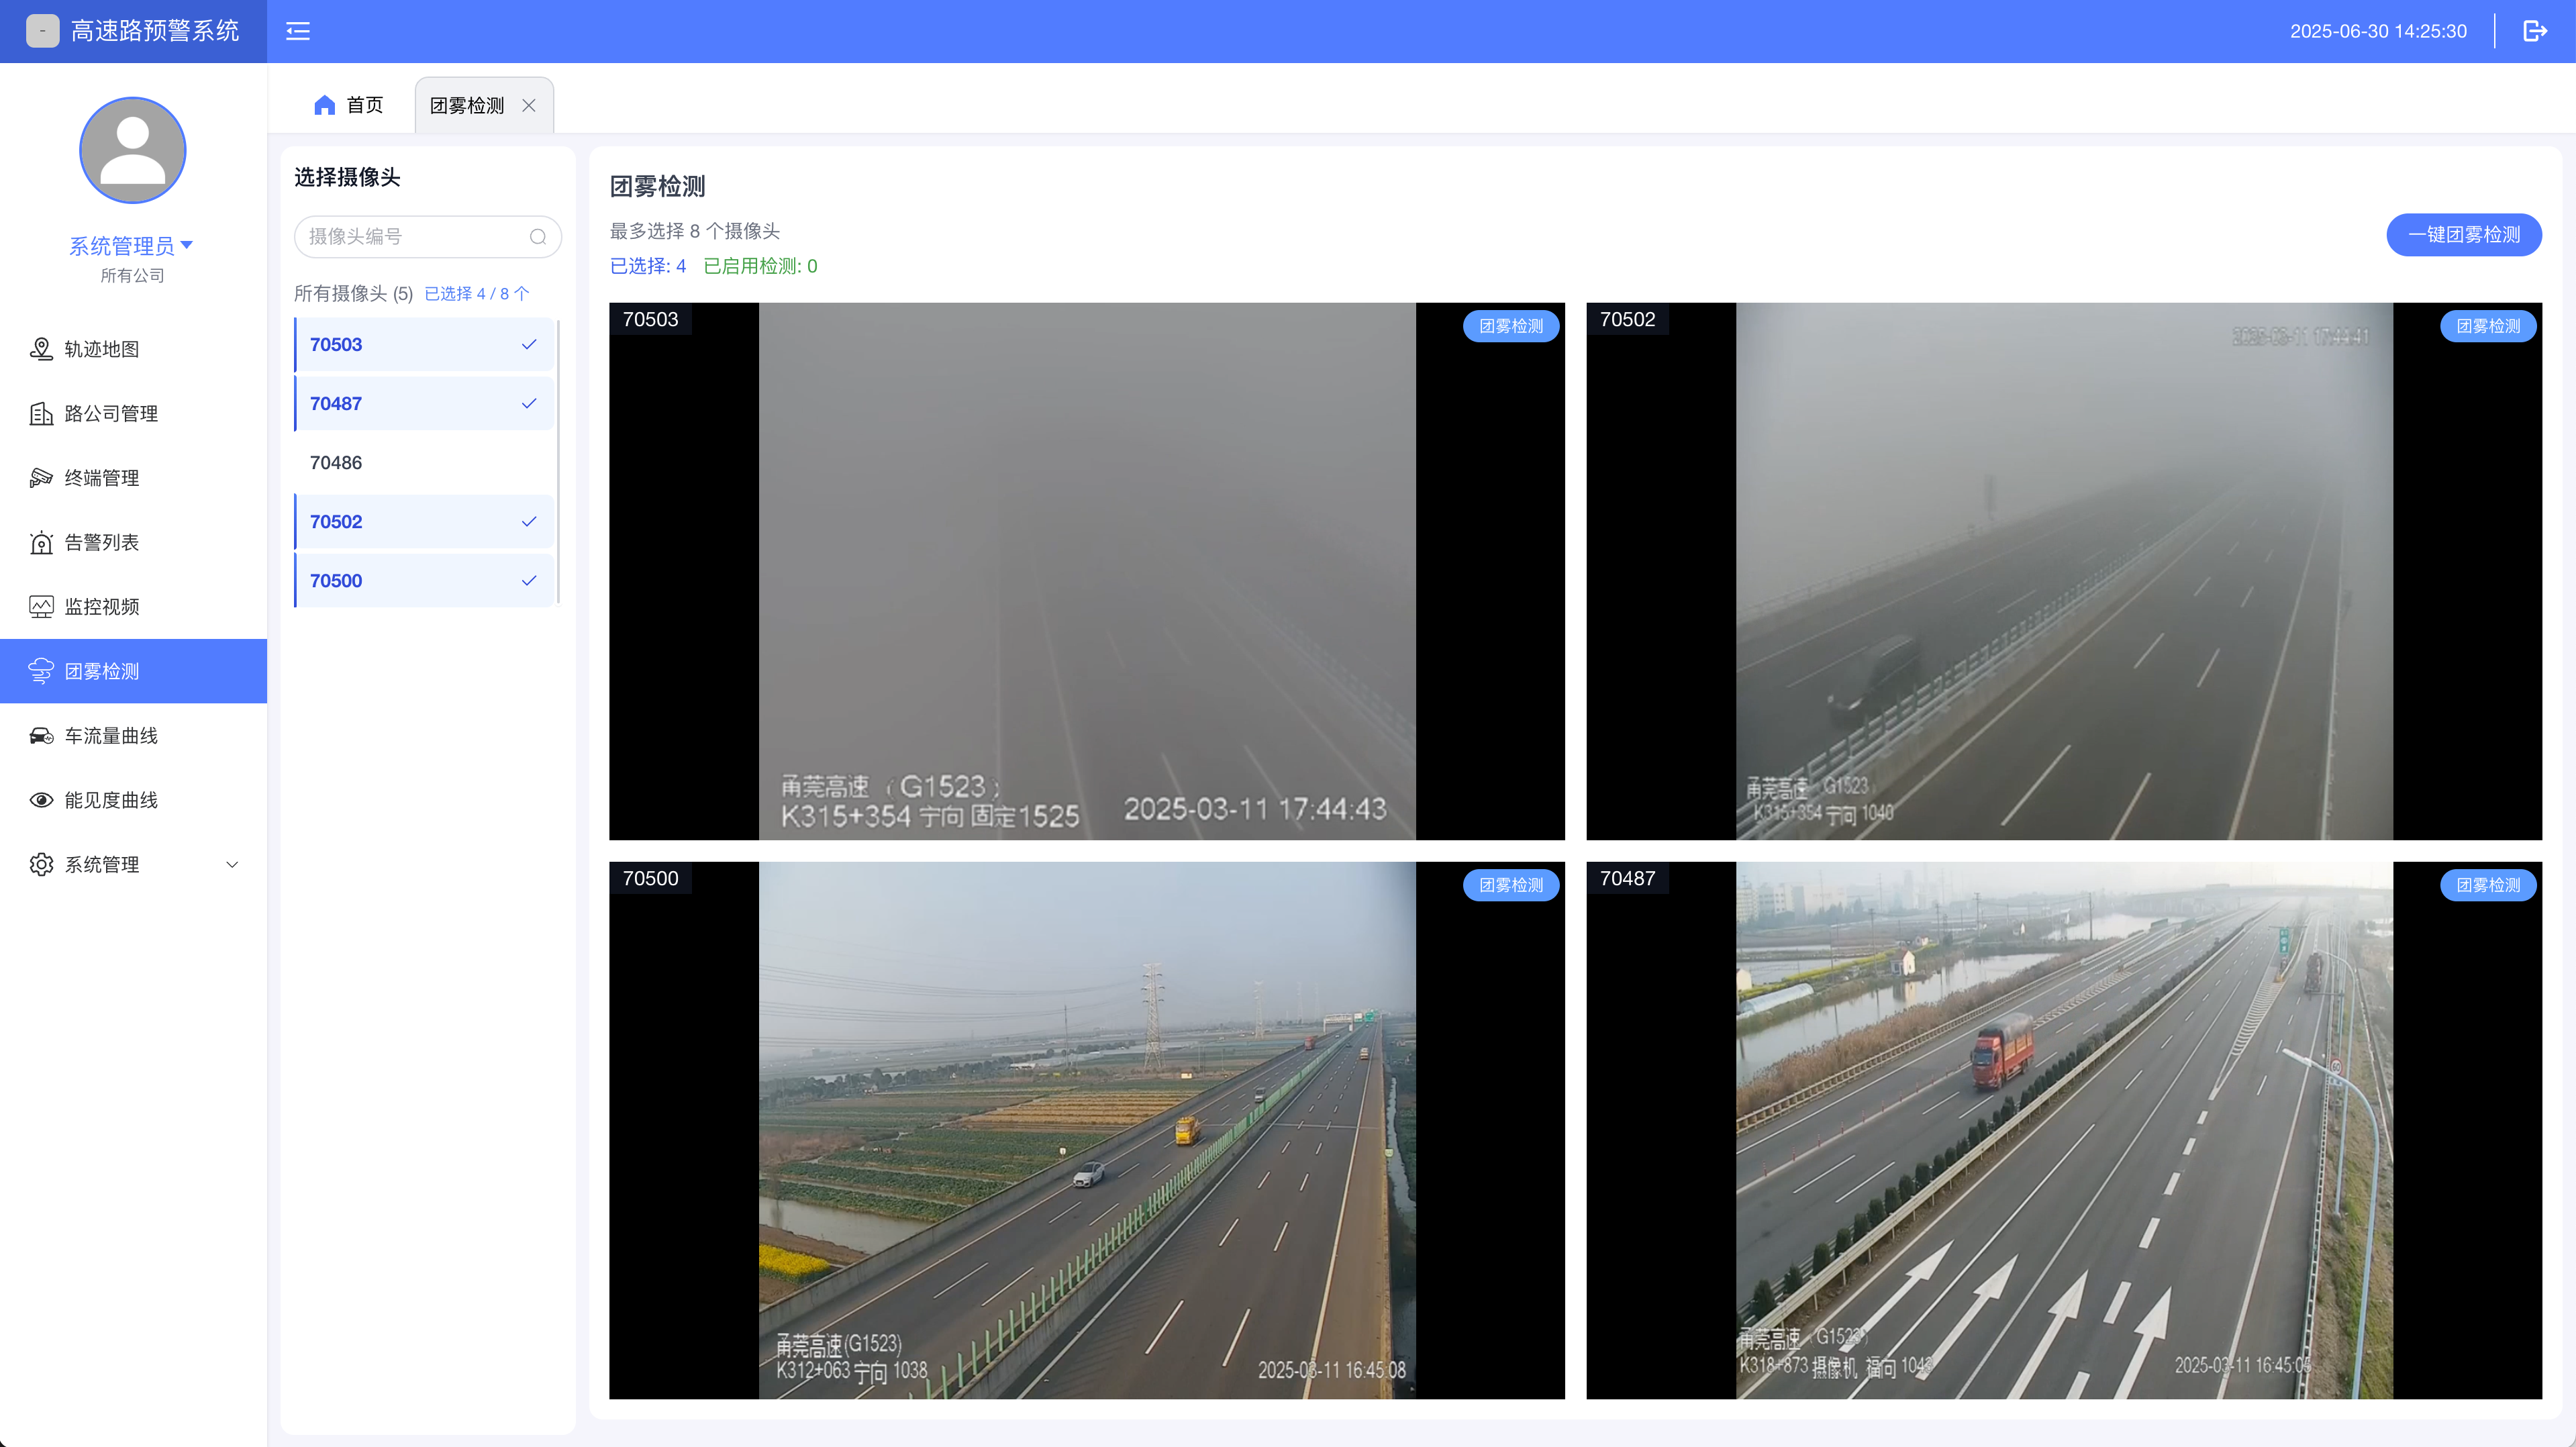 高速路预警系统
2025-06-30 14:25:30
系统管理员
所有公司
轨迹地图
路公司管理
终端管理
告警列表
监控视频
团雾检测
车流量曲线
能见度曲线
系统管理
首页
团雾检测
选择摄像头
摄像头编号
所有摄像头 (5) 已选择 4 / 8 个
70503
70487
70486
70502
70500
团雾检测
最多选择 8 个摄像头
已选择: 4 已启用检测: 0
一键团雾检测
70503
团雾检测
甬莞高速（G1523）
K315+354 宁向 固定1525
2025-03-11 17:44:43
70502
团雾检测
2025-03-11 17:44:41
甬莞高速（G1523）
K315+354 宁向 1040
70500
团雾检测
甬莞高速(G1523)
K312+063 宁向 1038
2025-03-11 16:45:08
70487
团雾检测
甬莞高速（G1523）
K318+873 摄像机 福向 1043
2025-03-11 16:45:05